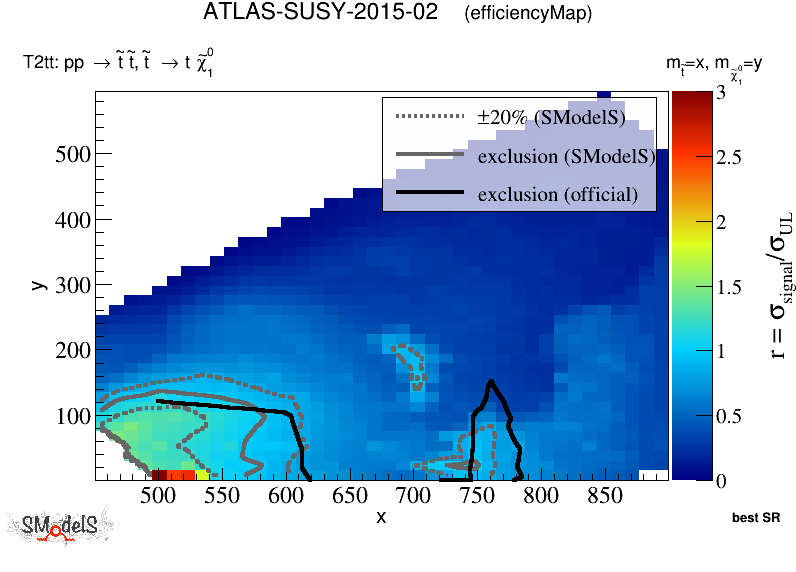 ATLAS-SUSY-2015-02 (efficiencyMap)
T2tt: pp → t̃ t̃, t̃ → t χ̃⁰₁
m_t̃=x, m_χ̃⁰₁=y
±20% (SModelS)
exclusion (SModelS)
exclusion (official)
500
400
300
200
100
y
500 550 600 650 700 750 800 850
x
3
2.5
2
1.5
1
0.5
0
r = σ_signal/σ_UL
SModelS
best SR